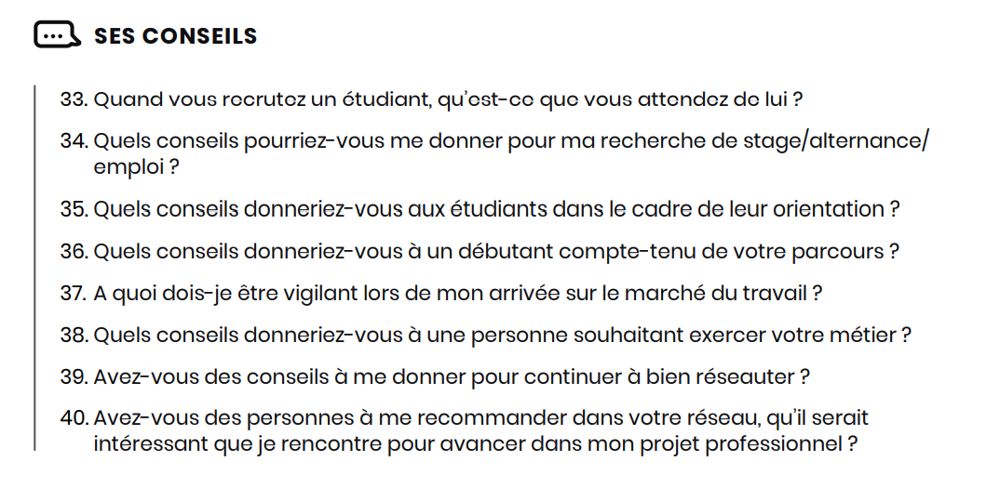 SES CONSEILS
33. Quand vous recrutez un étudiant, qu’est-ce que vous attendez de lui ?
34. Quels conseils pourriez-vous me donner pour ma recherche de stage/alternance/
emploi ?
35. Quels conseils donneriez-vous aux étudiants dans le cadre de leur orientation ?
36. Quels conseils donneriez-vous à un débutant compte-tenu de votre parcours ?
37. A quoi dois-je être vigilant lors de mon arrivée sur le marché du travail ?
38. Quels conseils donneriez-vous à une personne souhaitant exercer votre métier ?
39. Avez-vous des conseils à me donner pour continuer à bien réseauter ?
40. Avez-vous des personnes à me recommander dans votre réseau, qu’il serait
intéressant que je rencontre pour avancer dans mon projet professionnel ?